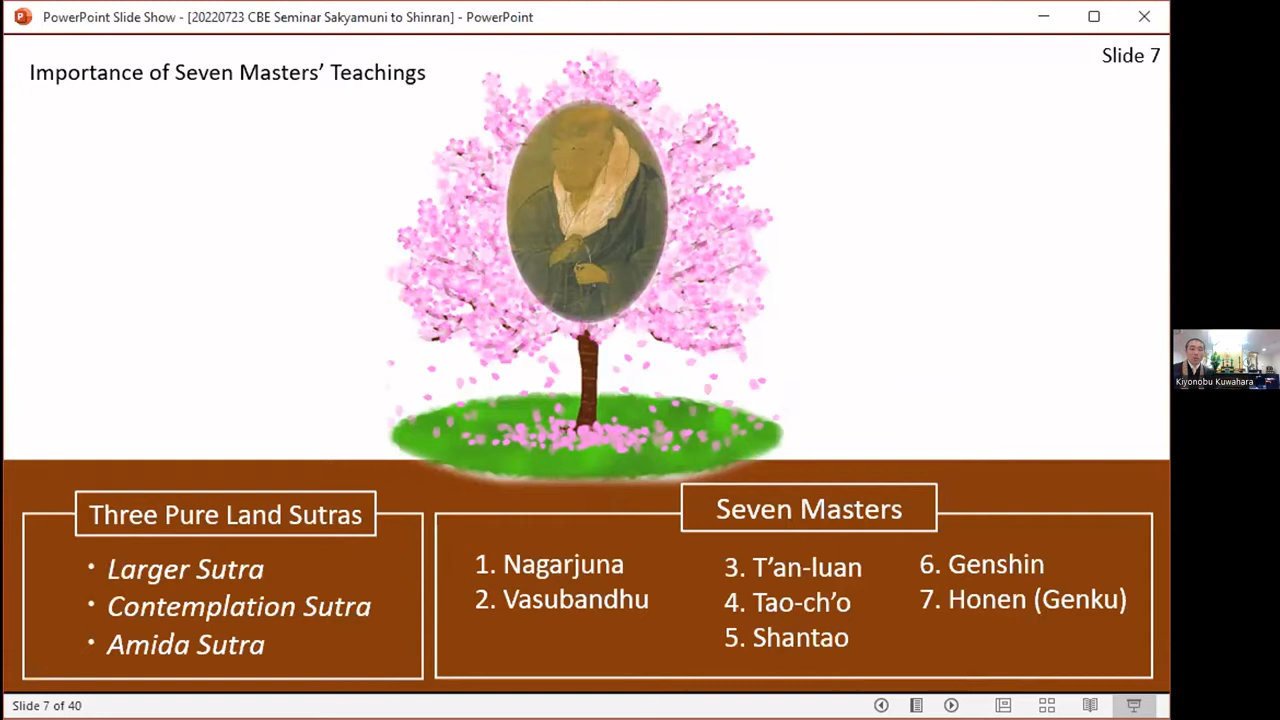 PowerPoint Slide Show - [20220723 CBE Seminar Sakyamuni to Shinran] - PowerPoint
Slide 7
Importance of Seven Masters’ Teachings
Kiyonobu Kuwahara
Three Pure Land Sutras
• Larger Sutra
• Contemplation Sutra
• Amida Sutra
Seven Masters
1. Nagarjuna
2. Vasubandhu
3. T’an-luan
4. Tao-ch’o
5. Shantao
6. Genshin
7. Honen (Genku)
Slide 7 of 40